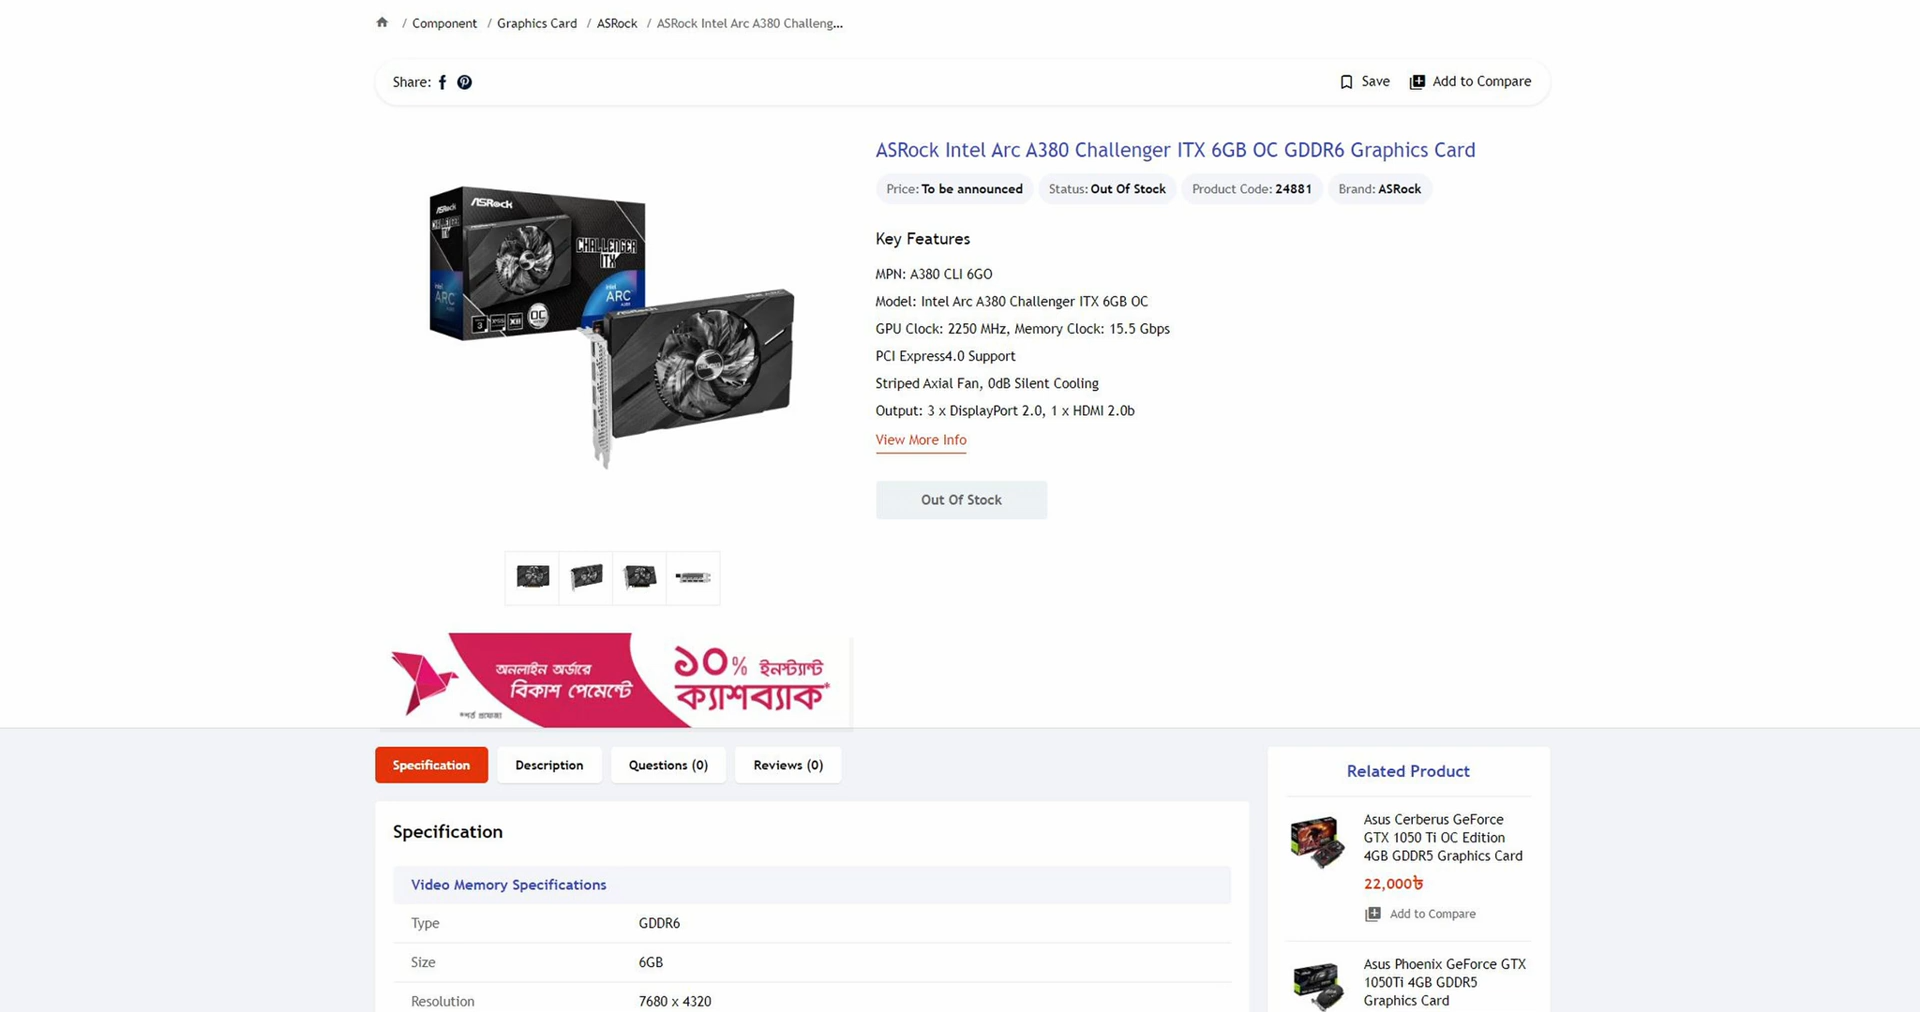 / Component / Graphics Card / ASRock / ASRock Intel Arc A380 Challeng...
Share:
Save
Add to Compare
ASRock Intel Arc A380 Challenger ITX 6GB OC GDDR6 Graphics Card
Price: To be announced
Status: Out Of Stock
Product Code: 24881
Brand: ASRock
ASRock
CHALLENGER
ITX
intel
ARC
OC
Key Features
MPN: A380 CLI 6GO
Model: Intel Arc A380 Challenger ITX 6GB OC
GPU Clock: 2250 MHz, Memory Clock: 15.5 Gbps
PCI Express4.0 Support
Striped Axial Fan, 0dB Silent Cooling
Output: 3 x DisplayPort 2.0, 1 x HDMI 2.0b
View More Info
Out Of Stock
অনলাইন অর্ডারে
বিকাশ পেমেন্টে
*শর্ত প্রযোজ্য
১০% ইনস্ট্যান্ট
ক্যাশব্যাক*
Specification
Description
Questions (0)
Reviews (0)
Specification
Video Memory Specifications
Type GDDR6
Size 6GB
Resolution 7680 x 4320
Related Product
Asus Cerberus GeForce
GTX 1050 Ti OC Edition
4GB GDDR5 Graphics Card
22,000৳
Add to Compare
Asus Phoenix GeForce GTX
1050Ti 4GB GDDR5
Graphics Card